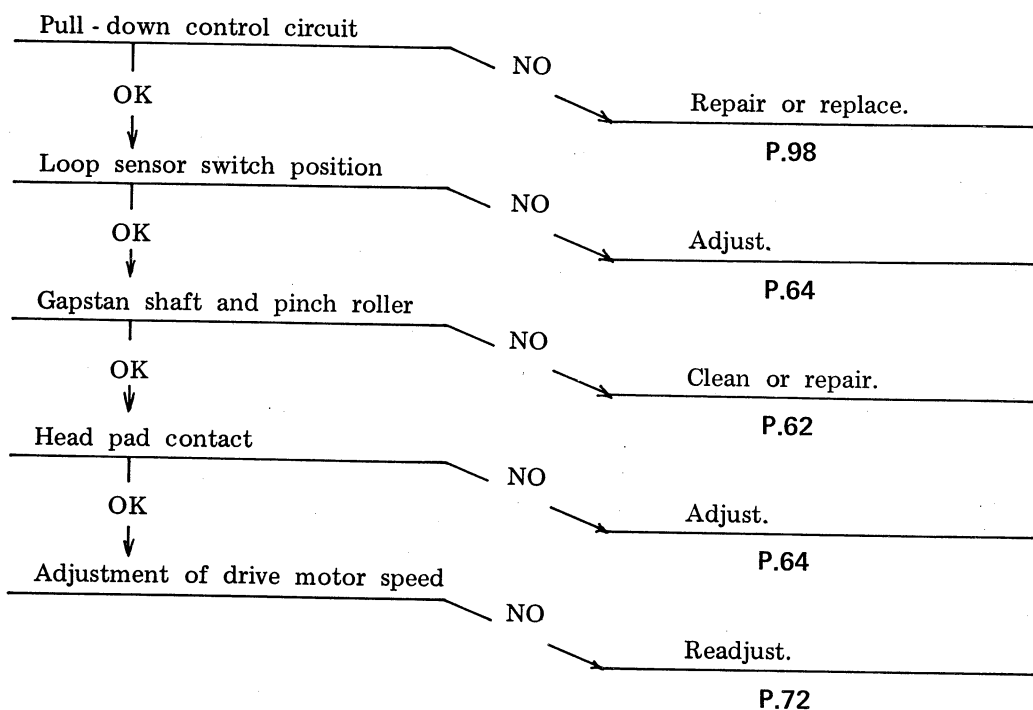 Pull - down control circuit
NO
OK
Repair or replace.
P.98
Loop sensor switch position
NO
OK
Adjust.
P.64
Gapstan shaft and pinch roller
NO
OK
Clean or repair.
P.62
Head pad contact
NO
OK
Adjust.
P.64
Adjustment of drive motor speed
NO
Readjust.
P.72